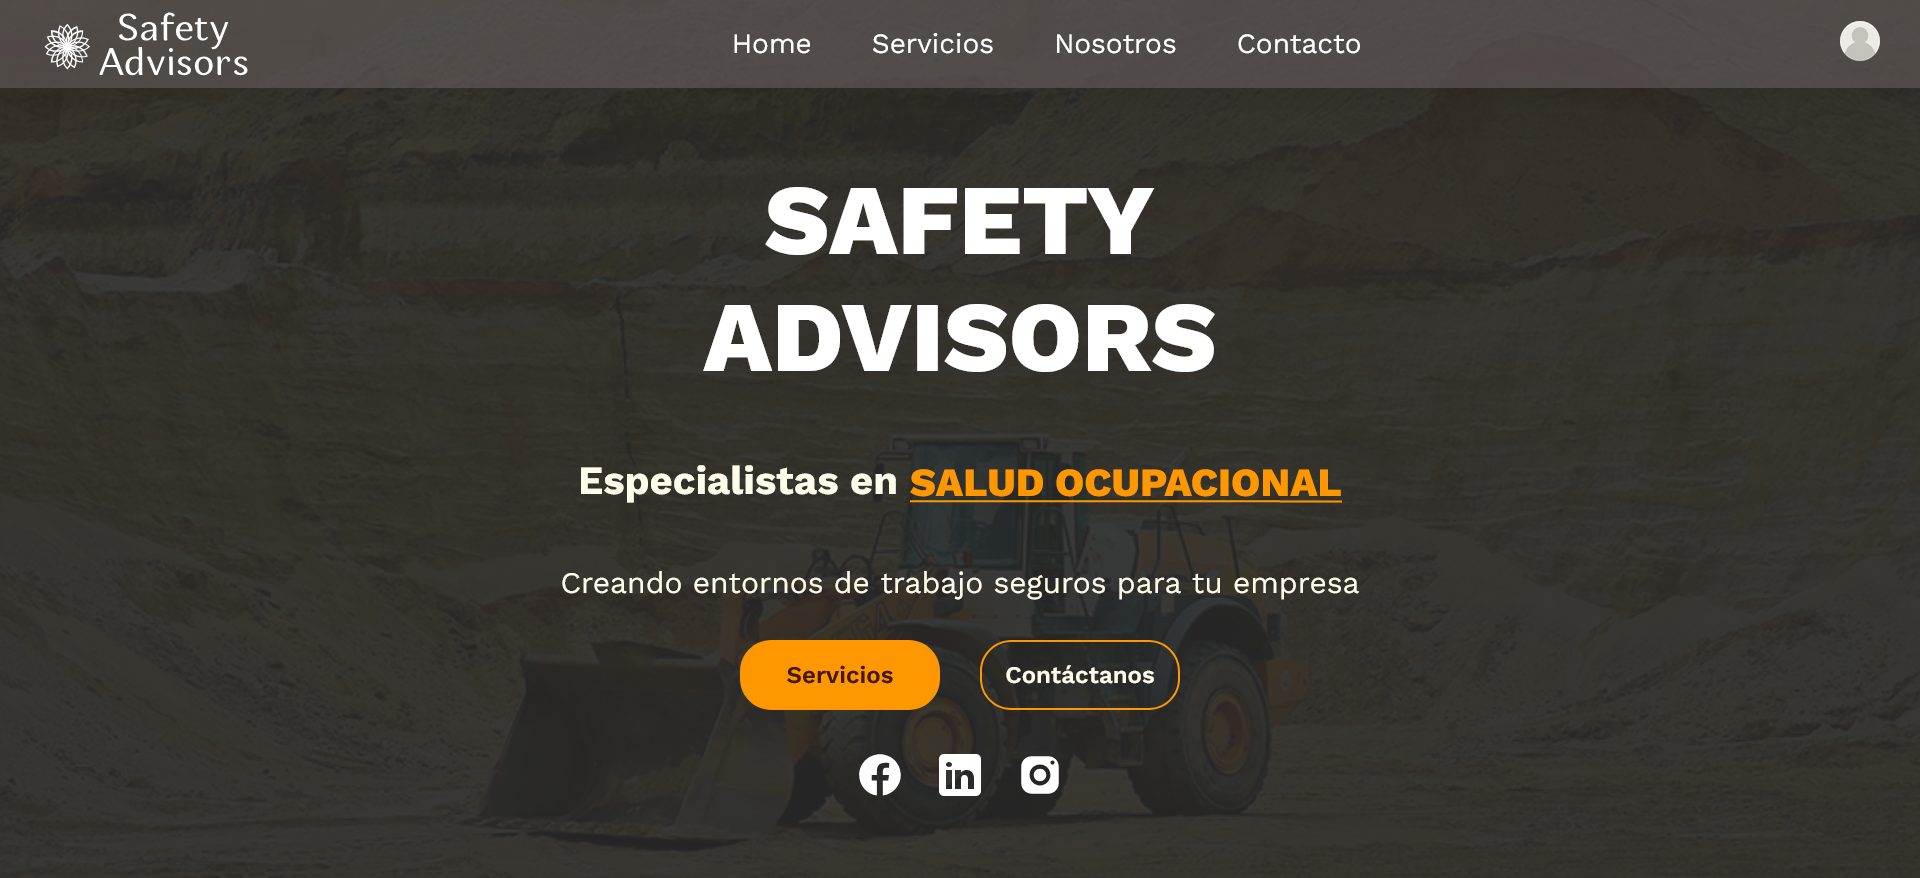 Safety
Advisors
Home Servicios Nosotros Contacto
SAFETY
ADVISORS
Especialistas en SALUD OCUPACIONAL
Creando entornos de trabajo seguros para tu empresa
Servicios Contáctanos